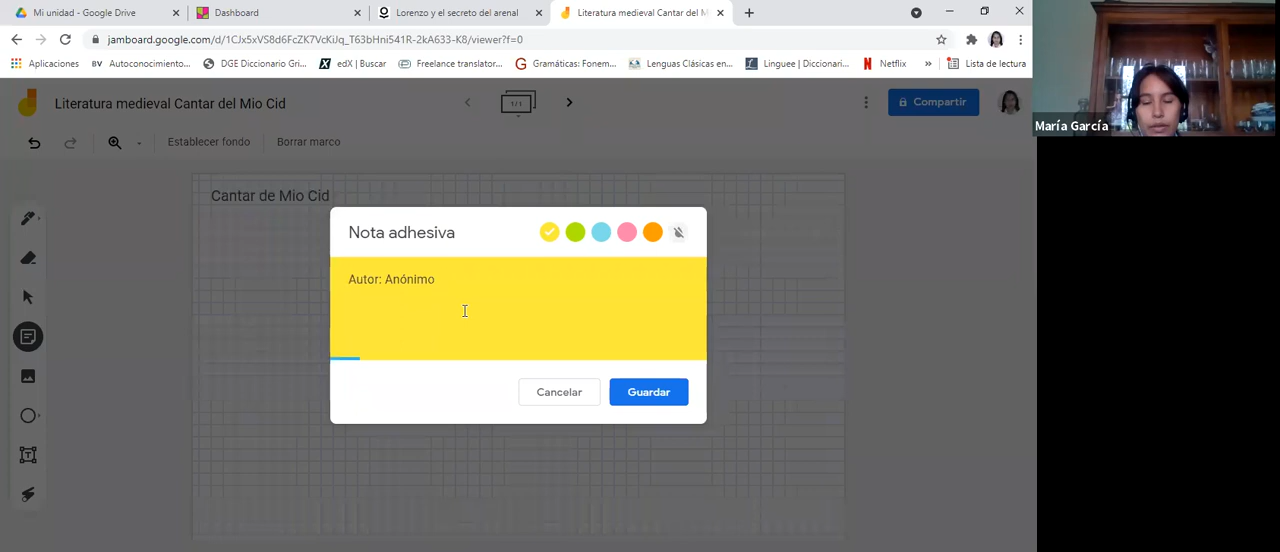 Mi unidad - Google Drive
Dashboard
Lorenzo y el secreto del arenal
Literatura medieval Cantar del M
jamboard.google.com/d/1CJx5xVS8d6FcZK7VcKiJq_T63bHni541R-2kA633-K8/viewer?f=0
Aplicaciones
BV Autoconocimiento...
DGE Diccionario Gri...
X edX | Buscar
Freelance translator...
G Gramáticas: Fonem...
Lenguas Clásicas en...
Linguee | Diccionari...
N Netflix
»
Lista de lectura
Literatura medieval Cantar del Mio Cid
1/1
Compartir
María García
Establecer fondo
Borrar marco
Cantar de Mio Cid
Nota adhesiva
Autor: Anónimo
Cancelar
Guardar